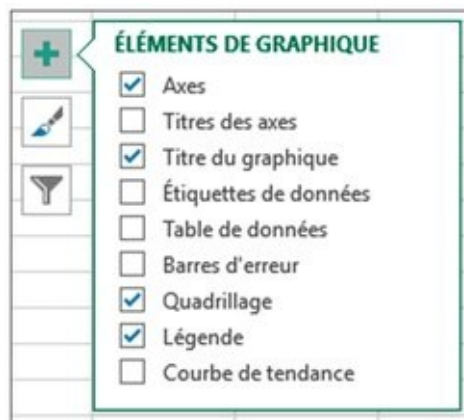 ÉLÉMENTS DE GRAPHIQUE
Axes
Titres des axes
Titre du graphique
Étiquettes de données
Table de données
Barres d'erreur
Quadrillage
Légende
Courbe de tendance